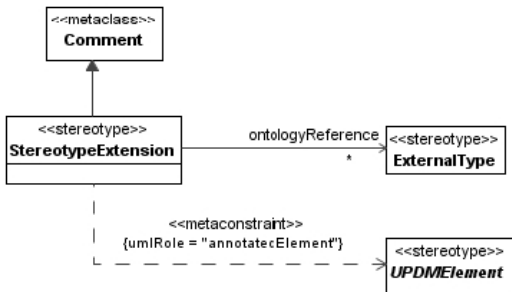 <<metaclass>>
Comment
<<stereotype>>
StereotypeExtension
ontologyReference
*
<<stereotype>>
ExternalType
<<metaconstraint>>
{umlRole = "annotatedElement"}
<<stereotype>>
UPDMElement